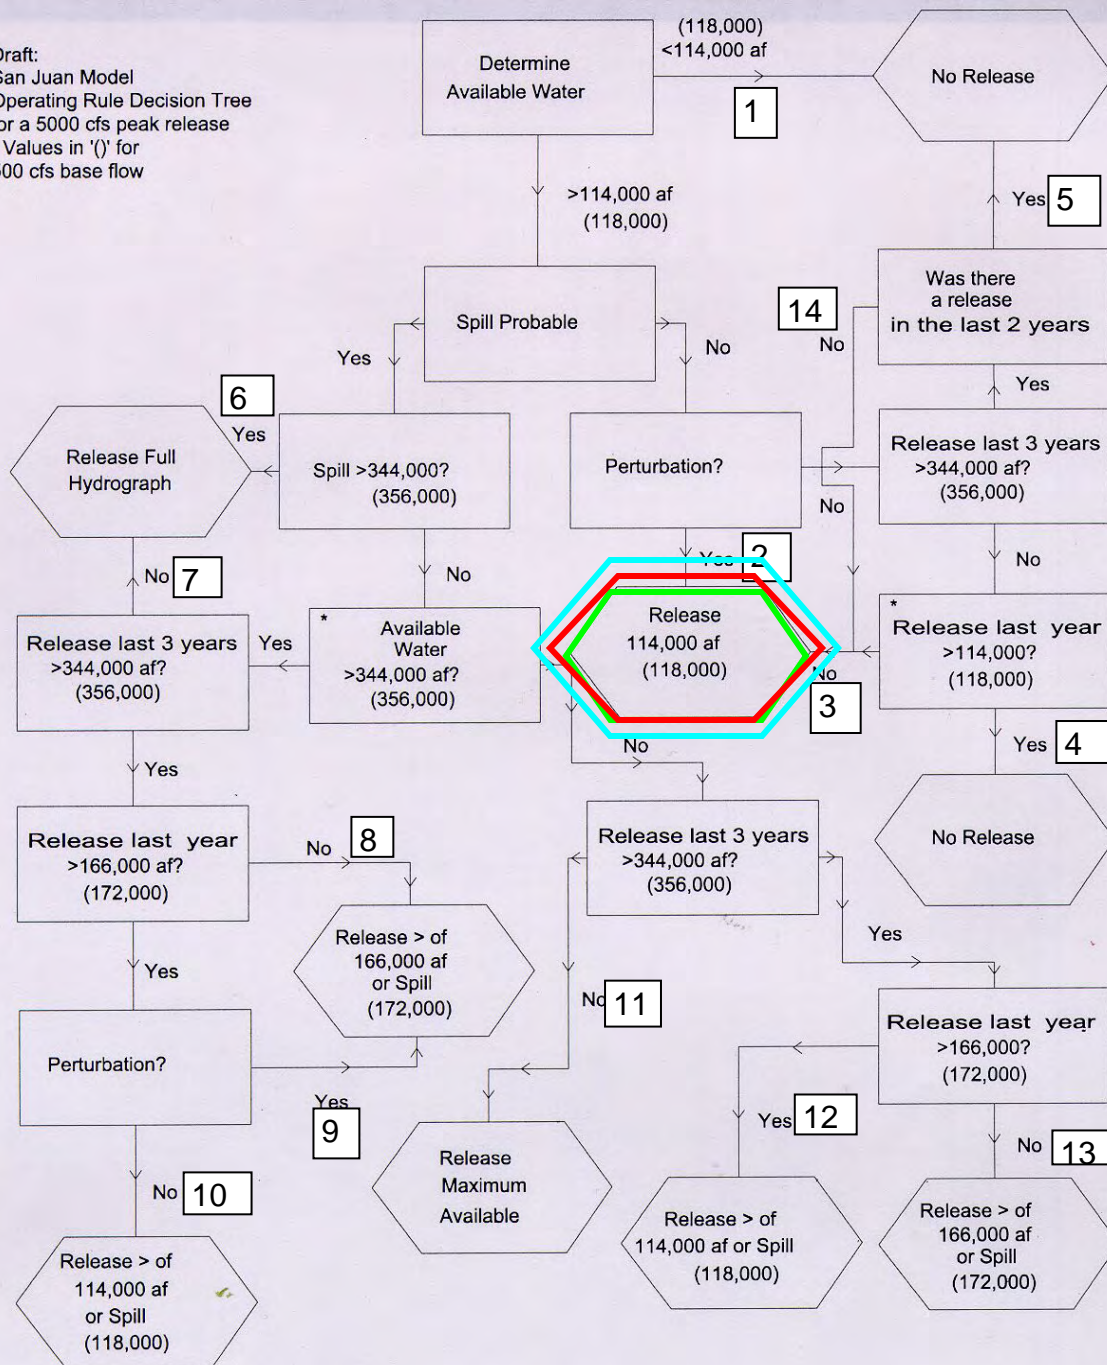 Draft:
San Juan Model
Operating Rule Decision Tree
or a 5000 cfs peak release
Values in '()' for
500 cfs base flow
Determine
Available Water
(118,000)
<114,000 af
1
No Release
>114,000 af
(118,000)
Yes
5
Was there
a release
in the last 2 years
14
No
Spill Probable
Yes
No
Yes
6
Yes
Release Full
Hydrograph
Spill >344,000?
(356,000)
Perturbation?
Release last 3 years
>344,000 af?
(356,000)
No
No
7
No
Yes
2
No
Release last 3 years
>344,000 af?
(356,000)
Yes
*
Available
Water
>344,000 af?
(356,000)
Release
114,000 af
(118,000)
*
Release last year
>114,000?
(118,000)
No
3
No
Yes
4
Yes
Release last year
>166,000 af?
(172,000)
No
8
Release last 3 years
>344,000 af?
(356,000)
No Release
Yes
Release > of
166,000 af
or Spill
(172,000)
Yes
No
11
Perturbation?
Yes
9
Release last year
>166,000?
(172,000)
Yes
12
No
13
No
10
Release
Maximum
Available
Release > of
114,000 af or Spill
(118,000)
Release > of
166,000 af
or Spill
(172,000)
Release > of
114,000 af
or Spill
(118,000)